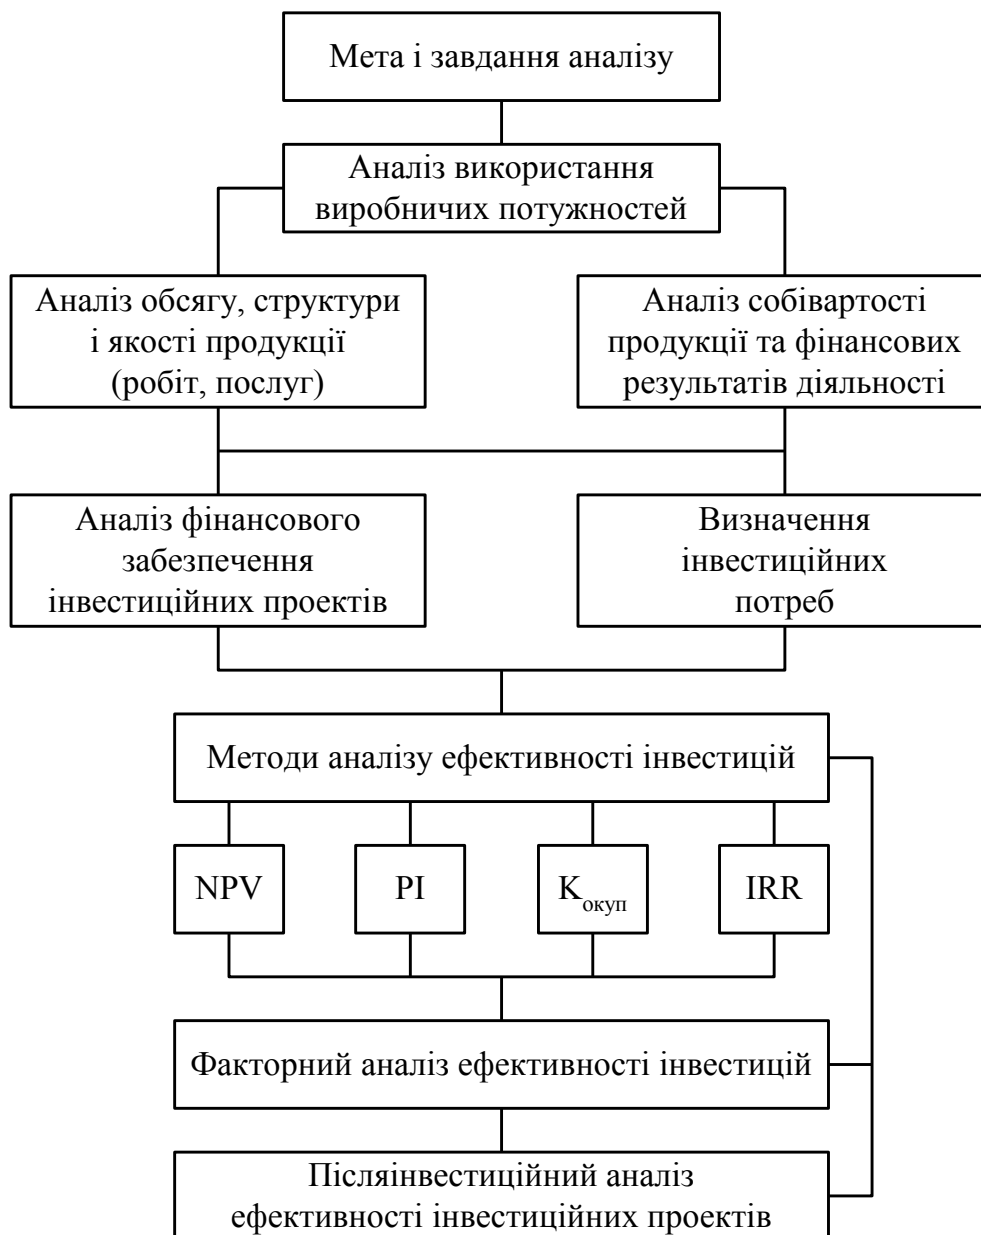 Мета і завдання аналізу
Аналіз використання
виробничих потужностей
Аналіз обсягу, структури
і якості продукції
(робіт, послуг)
Аналіз собівартості
продукції та фінансових
результатів діяльності
Аналіз фінансового
забезпечення
інвестиційних проектів
Визначення
інвестиційних
потреб
Методи аналізу ефективності інвестицій
NPV
PI
Kокуп
IRR
Факторний аналіз ефективності інвестицій
Післяінвестиційний аналіз
ефективності інвестиційних проектів